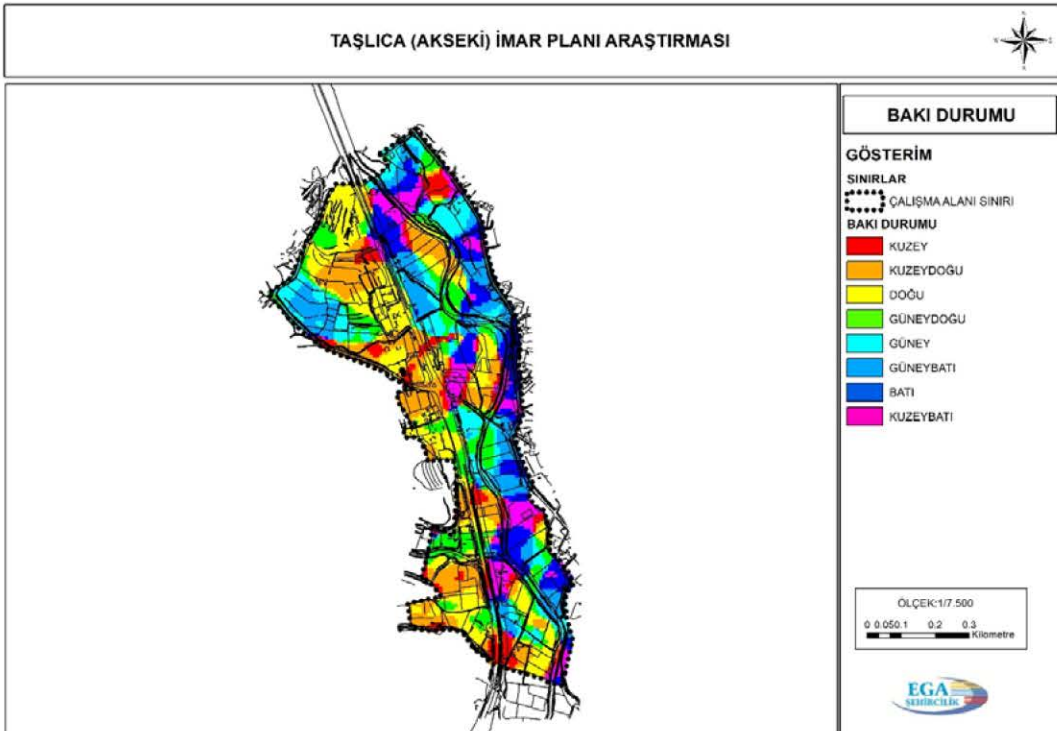 TAŞLICA (AKSEKİ) İMAR PLANI ARAŞTIRMASI
BAKI DURUMU
GÖSTERİM
SINIRLAR
ÇALIŞMA ALANI SINIRI
BAKI DURUMU
KUZEY
KUZEYDOĞU
DOĞU
GÜNEYDOĞU
GÜNEY
GÜNEYBATI
BATI
KUZEYBATI
ÖLÇEK:1/7.500
0 0.050.1 0.2 0.3
Kilometre
EGA
ŞEHİRCİLİK